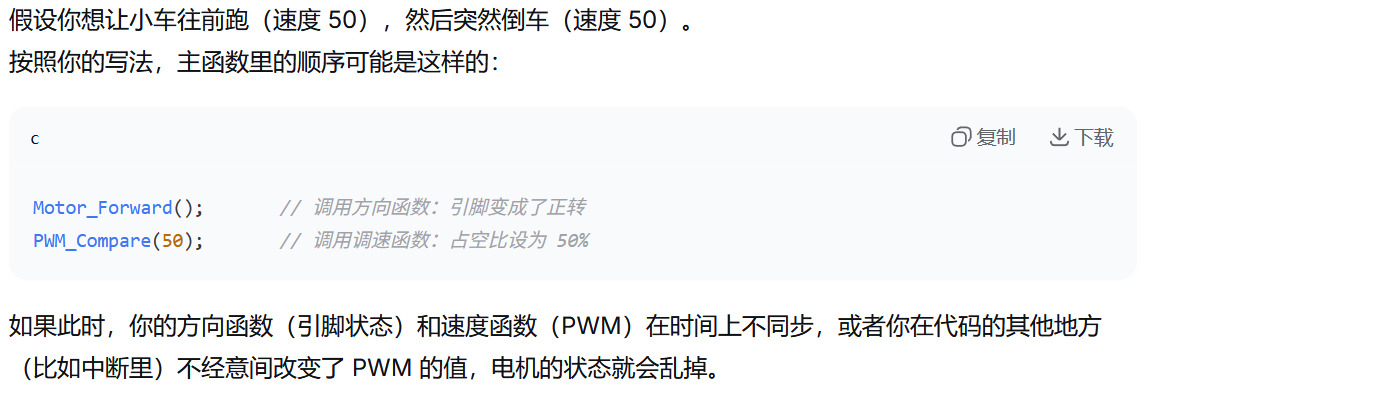 假设你想让小车往前跑（速度 50），然后突然倒车（速度 50）。
按照你的写法，主函数里的顺序可能是这样的：
c
复制
下载
Motor_Forward();        // 调用方向函数：引脚变成了正转
PWM_Compare(50);        // 调用调速函数：占空比设为 50%
如果此时，你的方向函数（引脚状态）和速度函数（PWM）在时间上不同步，或者你在代码的其他地方
（比如中断里）不经意间改变了 PWM 的值，电机的状态就会乱掉。